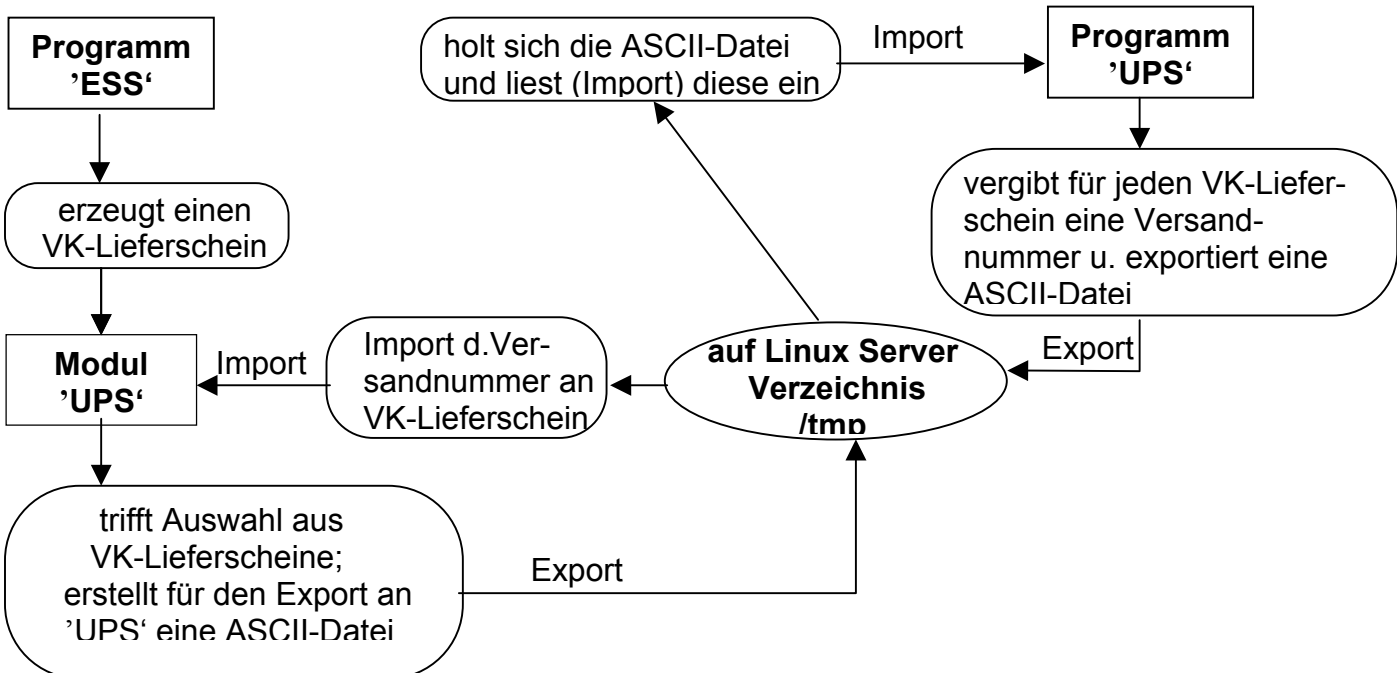 Programm
’ESS‘
erzeugt einen
VK-Lieferschein
Modul
’UPS‘
trifft Auswahl aus
VK-Lieferscheine;
erstellt für den Export an
’UPS‘ eine ASCII-Datei
Export
auf Linux Server
Verzeichnis
/tmp
holt sich die ASCII-Datei
und liest (Import) diese ein
Import
Programm
’UPS‘
vergibt für jeden VK-Liefer-
schein eine Versand-
nummer u. exportiert eine
ASCII-Datei
Export
Import d.Ver-
sandnummer an
VK-Lieferschein
Import